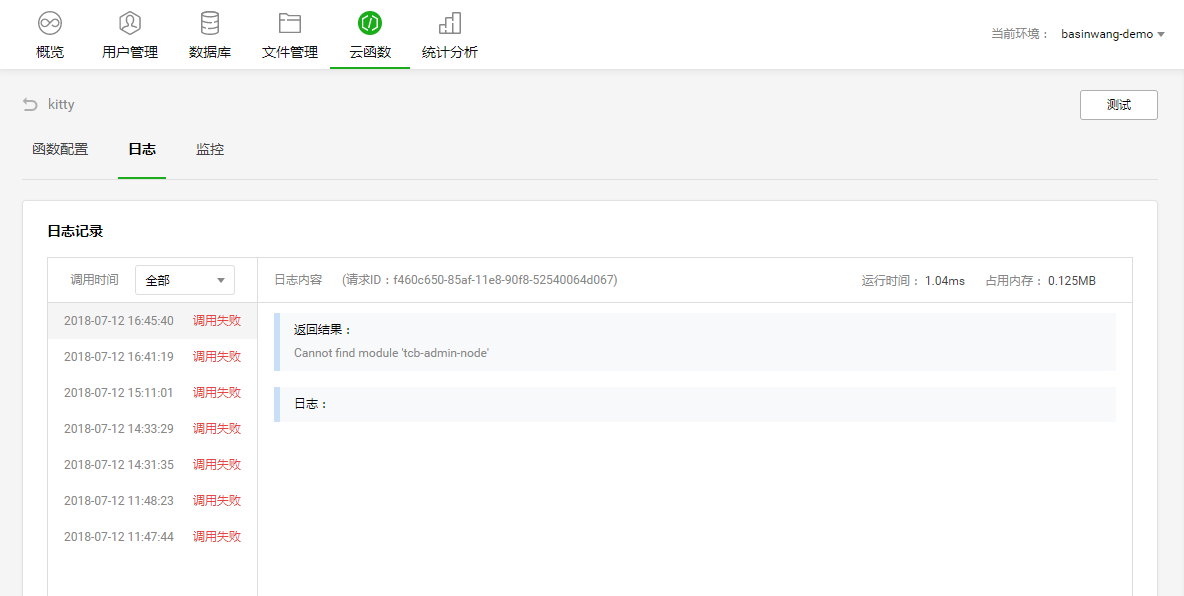 概览 用户管理 数据库 文件管理 云函数 统计分析 当前环境： basinwang-demo
kitty 测试
函数配置 日志 监控
日志记录
调用时间 全部 日志内容 (请求ID：f460c650-85af-11e8-90f8-52540064d067) 运行时间： 1.04ms 占用内存： 0.125MB
2018-07-12 16:45:40 调用失败
2018-07-12 16:41:19 调用失败
2018-07-12 15:11:01 调用失败
2018-07-12 14:33:29 调用失败
2018-07-12 14:31:35 调用失败
2018-07-12 11:48:23 调用失败
2018-07-12 11:47:44 调用失败
返回结果：
Cannot find module 'tcb-admin-node'
日志：